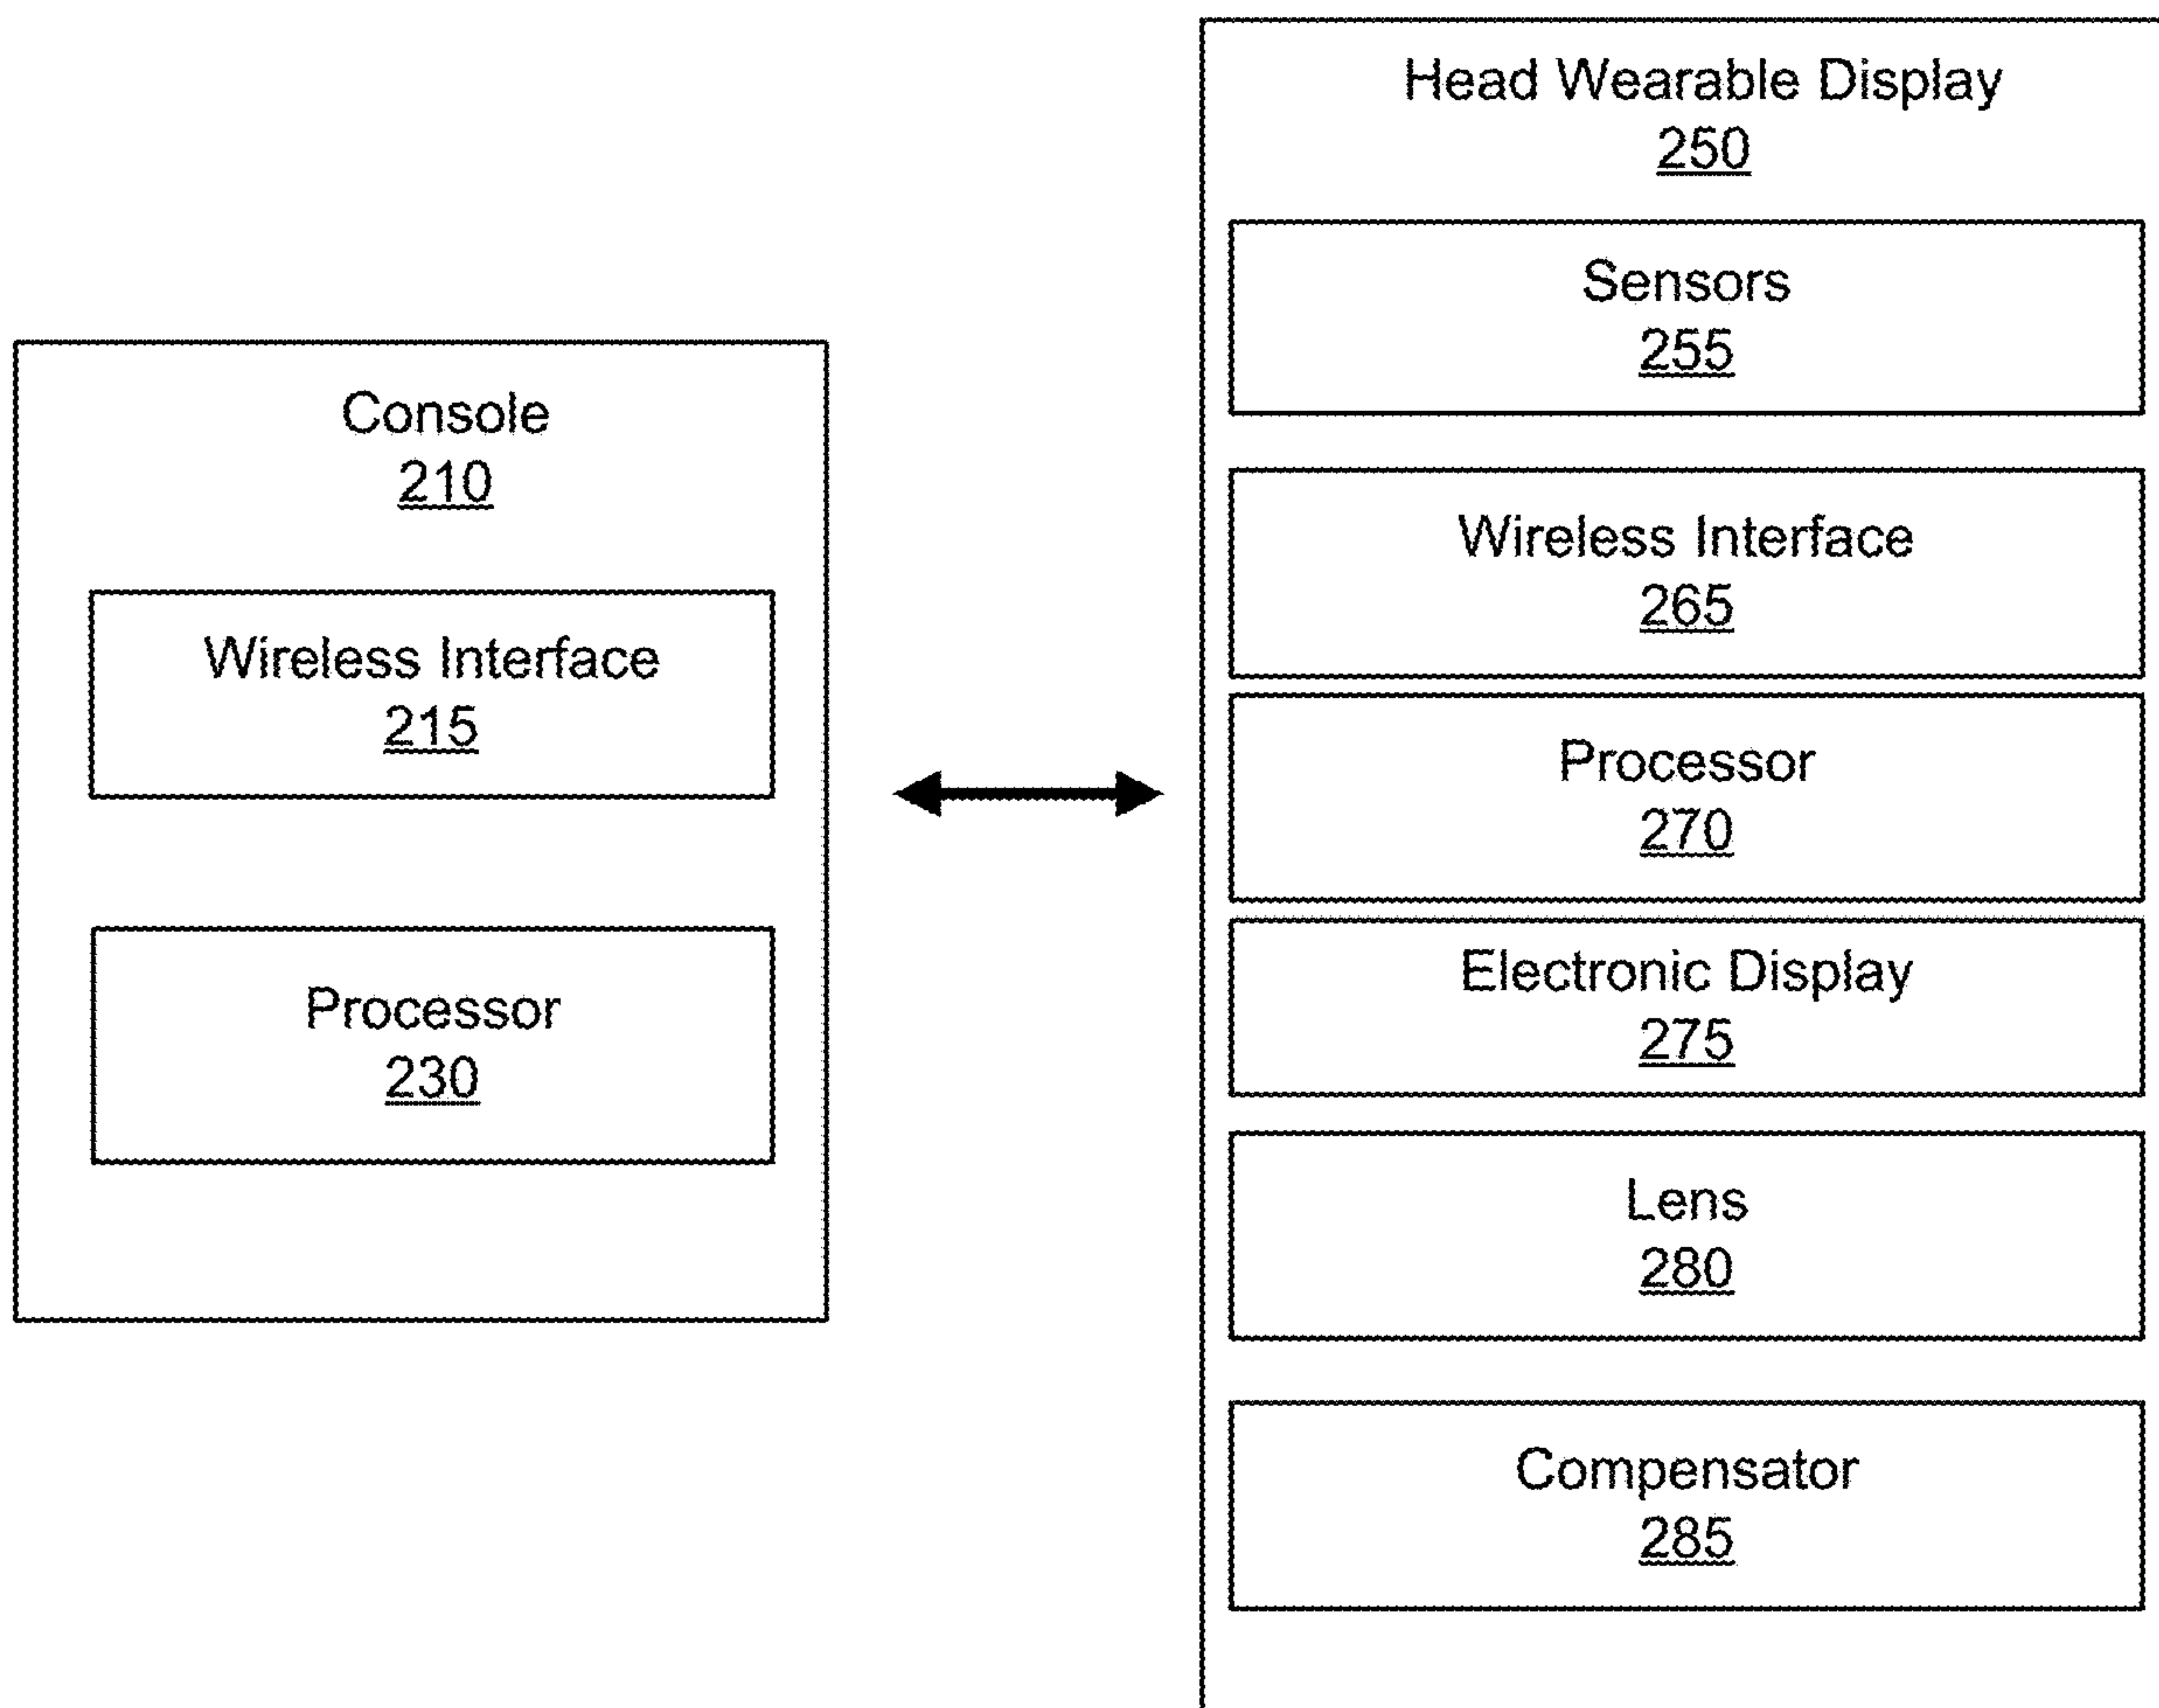 Console
210
Wireless Interface
215
Processor
230
Head Wearable Display
250
Sensors
255
Wireless Interface
265
Processor
270
Electronic Display
275
Lens
280
Compensator
285